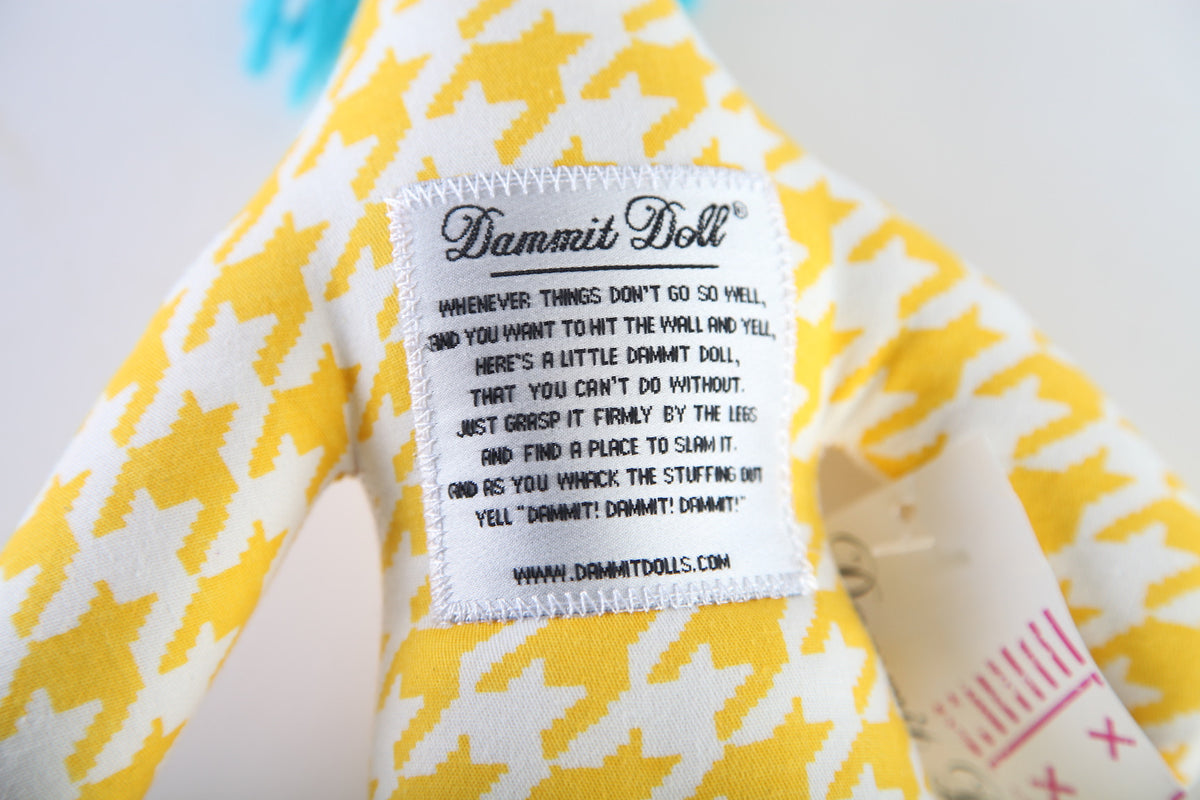 Dammit Doll®
WHENEVER THINGS DON'T GO SO WELL,
AND YOU WANT TO HIT THE WALL AND YELL,
HERE'S A LITTLE DAMMIT DOLL,
THAT YOU CAN'T DO WITHOUT.
JUST GRASP IT FIRMLY BY THE LEGS
AND FIND A PLACE TO SLAM IT.
AND AS YOU WHACK THE STUFFING OUT
YELL "DAMMIT! DAMMIT! DAMMIT!"
WWW.DAMMITDOLLS.COM